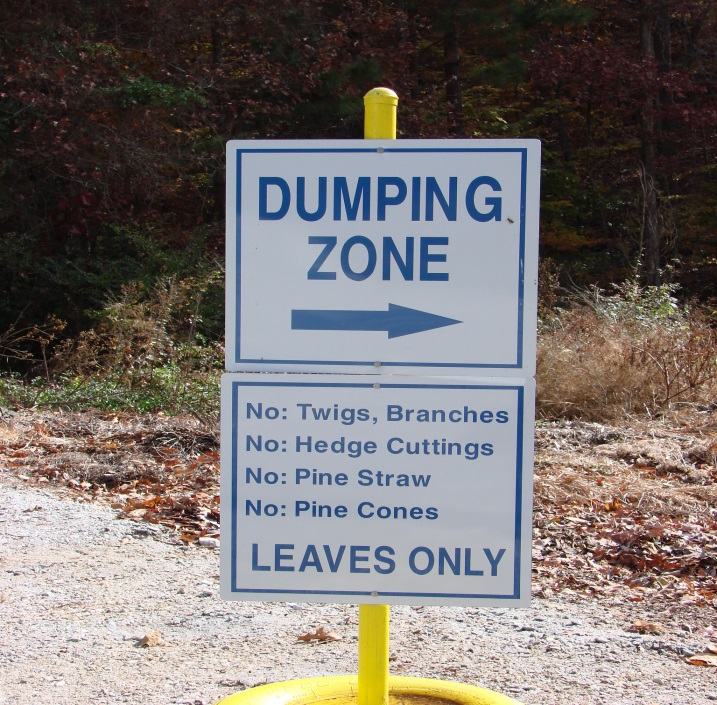 DUMPING
ZONE
No: Twigs, Branches
No: Hedge Cuttings
No: Pine Straw
No: Pine Cones
LEAVES ONLY